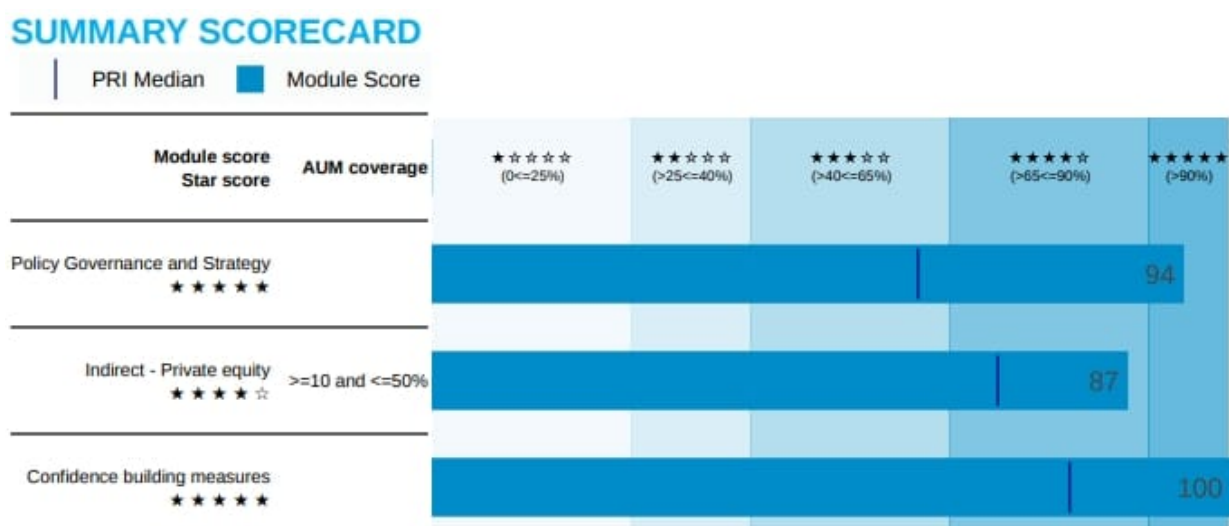 SUMMARY SCORECARD
PRI Median Module Score
Module score
Star score
AUM coverage
★☆☆☆☆ ★★☆☆☆ ★★★☆☆ ★★★★☆ ★★★★★
(0<=25%) (>25<=40%) (>40<=65%) (>65<=90%) (>90%)
Policy Governance and Strategy
★★★★★
94
Indirect - Private equity
★★★★☆
>=10 and <=50%
87
Confidence building measures
★★★★★
100